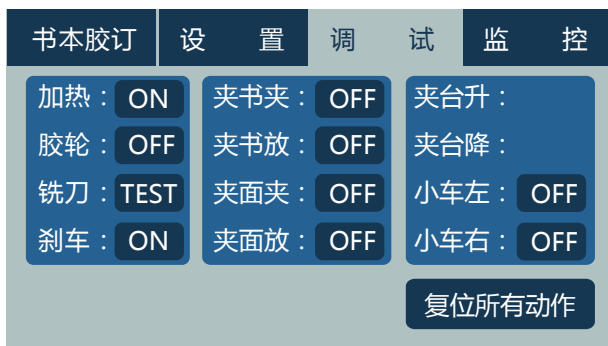 书本胶订 设置 调试 监控
加热：ON 夹书夹：OFF 夹台升：
胶轮：OFF 夹书放：OFF 夹台降：
铣刀：TEST 夹面夹：OFF 小车左：OFF
刹车：ON 夹面放：OFF 小车右：OFF
复位所有动作